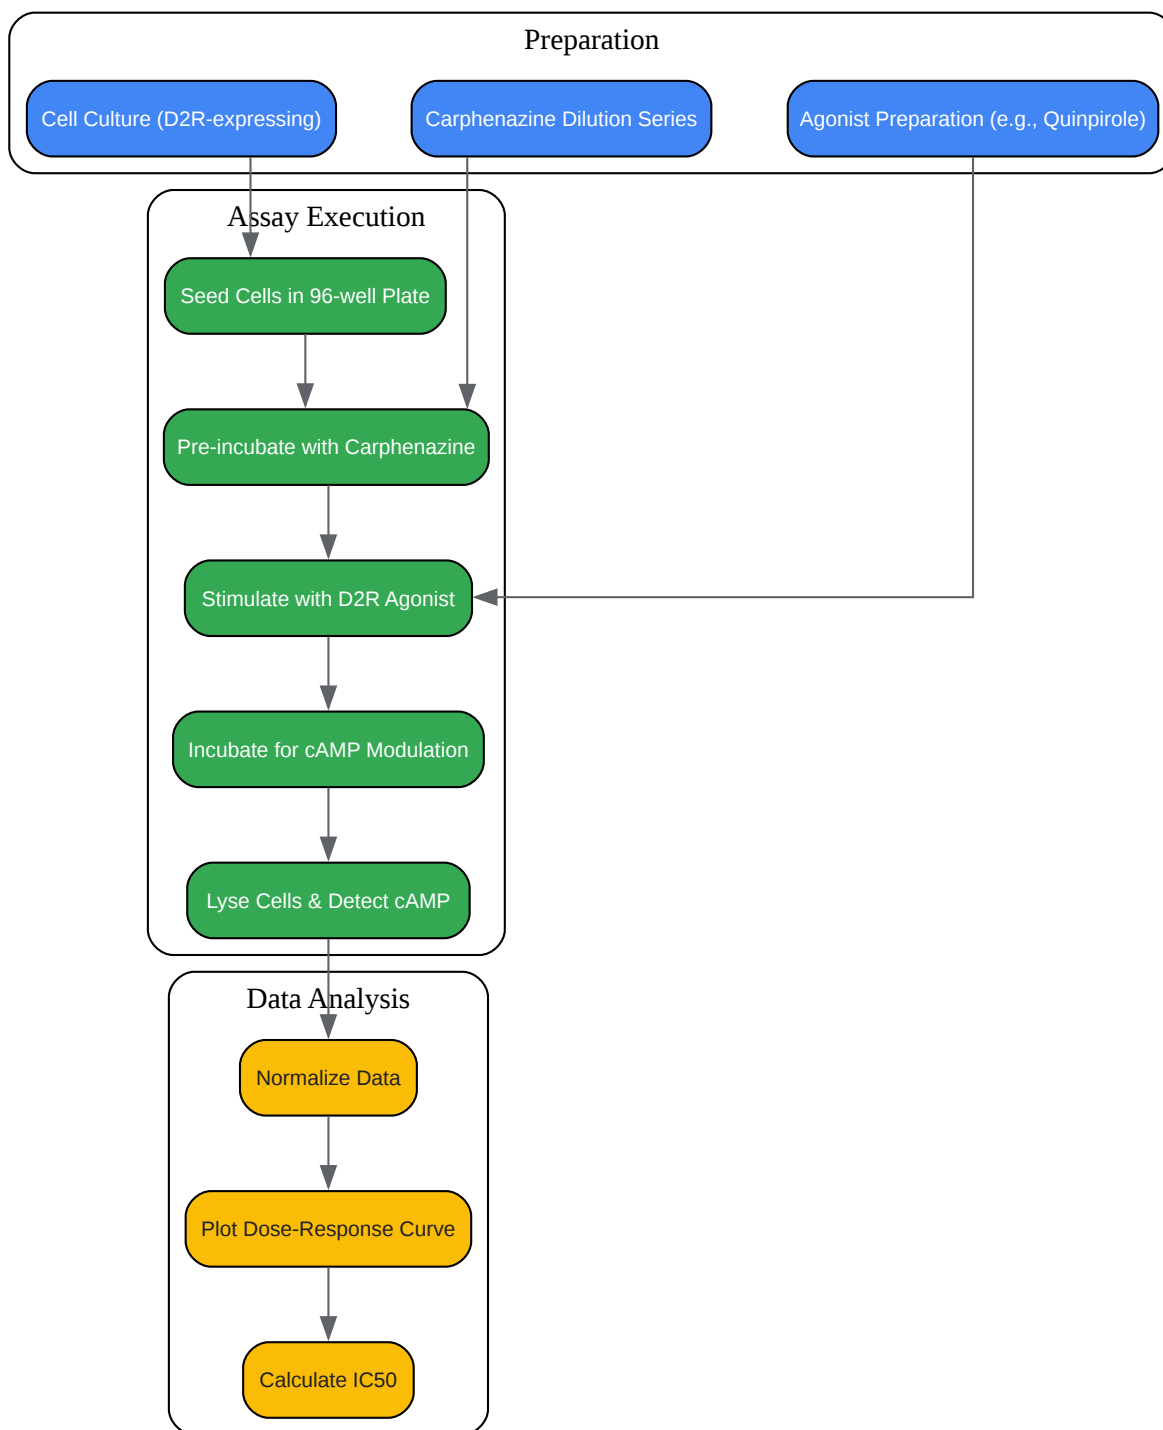 Preparation
Cell Culture (D2R-expressing)
Carphenazine Dilution Series
Agonist Preparation (e.g., Quinpirole)
Assay Execution
Seed Cells in 96-well Plate
Pre-incubate with Carphenazine
Stimulate with D2R Agonist
Incubate for cAMP Modulation
Lyse Cells & Detect cAMP
Data Analysis
Normalize Data
Plot Dose-Response Curve
Calculate IC50